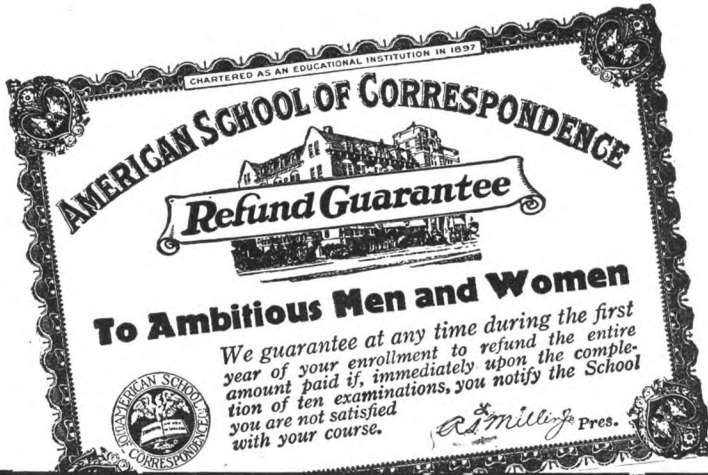 CHARTERED AS AN EDUCATIONAL INSTITUTION IN 1897
AMERICAN SCHOOL OF CORRESPONDENCE
Refund Guarantee
To Ambitious Men and Women
We guarantee at any time during the first
year of your enrollment to refund the entire
amount paid if, immediately upon the comple-
tion of ten examinations, you notify the School
you are not satisfied
with your course.
Pres.
AMERICAN SCHOOL
OF CORRESPONDENCE